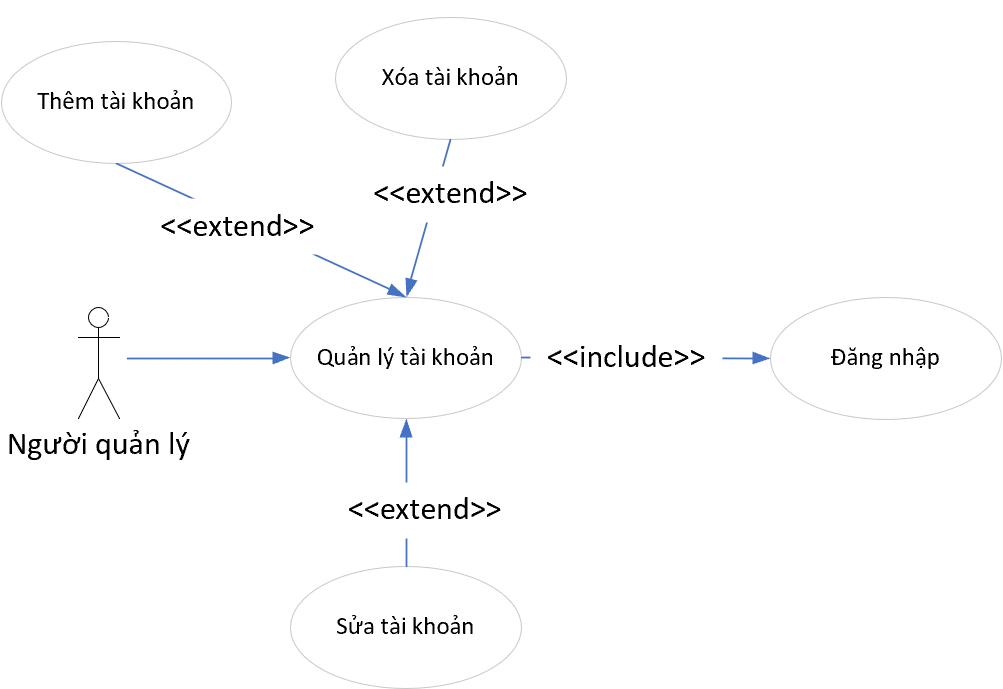 Xóa tài khoản
Thêm tài khoản
<<extend>>
<<extend>>
Quản lý tài khoản
<<include>>
Đăng nhập
Người quản lý
<<extend>>
Sửa tài khoản